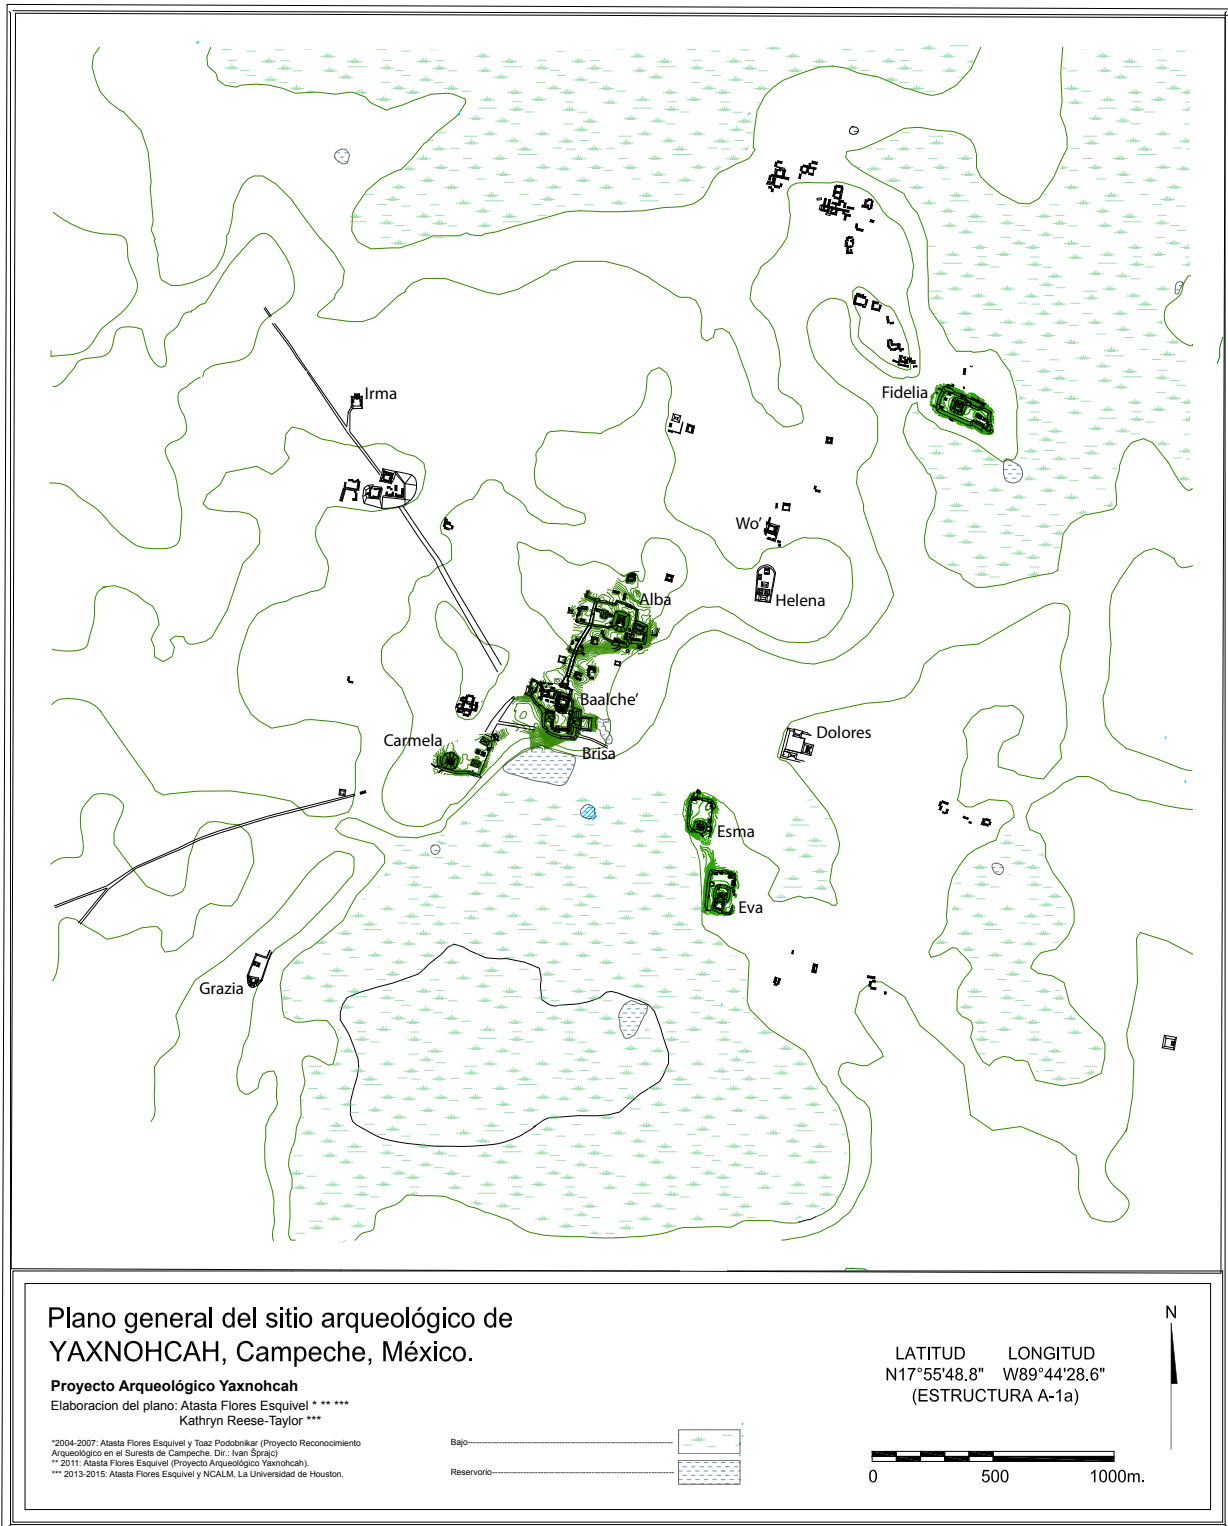 Irma
Fidelia
Wo'
Alba
Helena
Baalche'
Dolores
Carmela
Brisa
Esma
Eva
Grazia
Plano general del sitio arqueológico de
YAXNOHCAH, Campeche, México.
Proyecto Arqueológico Yaxnohcah
Elaboracion del plano: Atasta Flores Esquivel * ** ***
Kathryn Reese-Taylor ***
*2004-2007: Atasta Flores Esquivel y Toaz Podobnikar (Proyecto Reconocimiento
Arqueológico en el Surests de Campeche. Dir.: Ivan Šprajc)
** 2011: Atasta Flores Esquivel (Proyecto Arqueológico Yaxnohcah).
*** 2013-2015: Atasta Flores Esquivel y NCALM, La Universidad de Houston.
Bajo
Reservorio
LATITUD LONGITUD
N17°55'48.8" W89°44'28.6"
(ESTRUCTURA A-1a)
N
0 500 1000m.